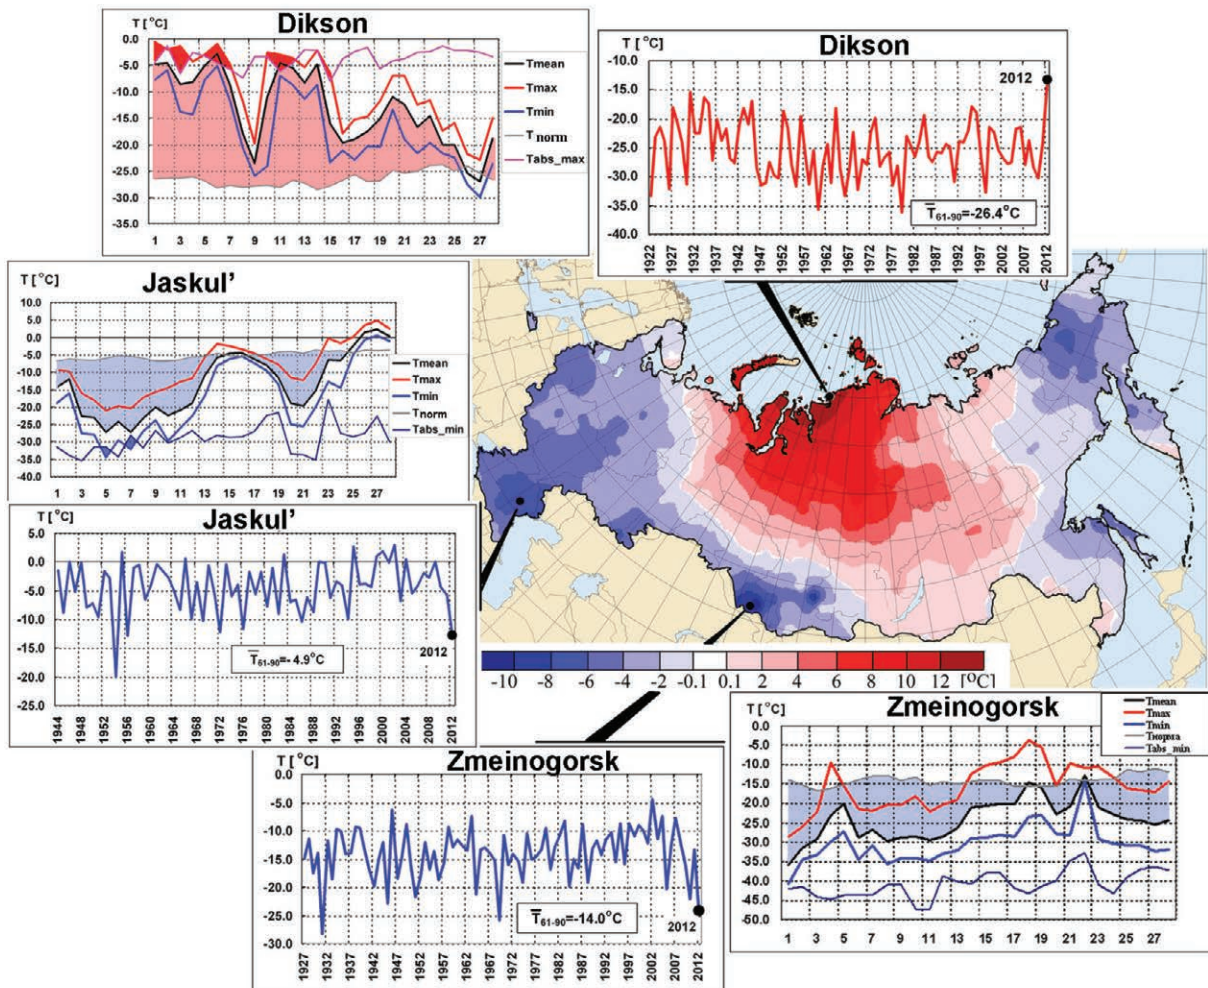 T [°C]
Dikson
0.0
-5.0
-10.0
-15.0
-20.0
-25.0
-30.0
-35.0
1 3 5 7 9 11 13 15 17 19 21 23 25 27
Tmean
Tmax
Tmin
Tnorm
Tabs_max
T [°C]
Dikson
-10.0
-15.0
-20.0
-25.0
-30.0
-35.0
-40.0
2012
T61-90=-26.4°C
1922 1927 1932 1937 1942 1947 1952 1957 1962 1967 1972 1977 1982 1987 1992 1997 2002 2007 2012
T [°C]
Jaskul'
10.0
5.0
0.0
-5.0
-10.0
-15.0
-20.0
-25.0
-30.0
-35.0
-40.0
1 3 5 7 9 11 13 15 17 19 21 23 25 27
Tmean
Tmax
Tmin
Tnorm
Tabs_min
T [°C]
Jaskul'
5.0
0.0
-5.0
-10.0
-15.0
-20.0
-25.0
T61-90=- 4.9°C
2012
1944 1948 1952 1956 1960 1964 1968 1972 1976 1980 1984 1988 1992 1996 2000 2004 2008 2012
-10 -8 -6 -4 -2 -0.1 0.1 2 4 6 8 10 12 [°C]
T [°C]
Zmeinogorsk
0.0
-5.0
-10.0
-15.0
-20.0
-25.0
-30.0
T61-90=-14.0°C
2012
1927 1932 1937 1942 1947 1952 1957 1962 1967 1972 1977 1982 1987 1992 1997 2002 2007 2012
T [°C]
Zmeinogorsk
0.0
-5.0
-10.0
-15.0
-20.0
-25.0
-30.0
-35.0
-40.0
-45.0
-50.0
1 3 5 7 9 11 13 15 17 19 21 23 25 27
Tmean
Tmax
Tmin
Tнорма
Tabs_min